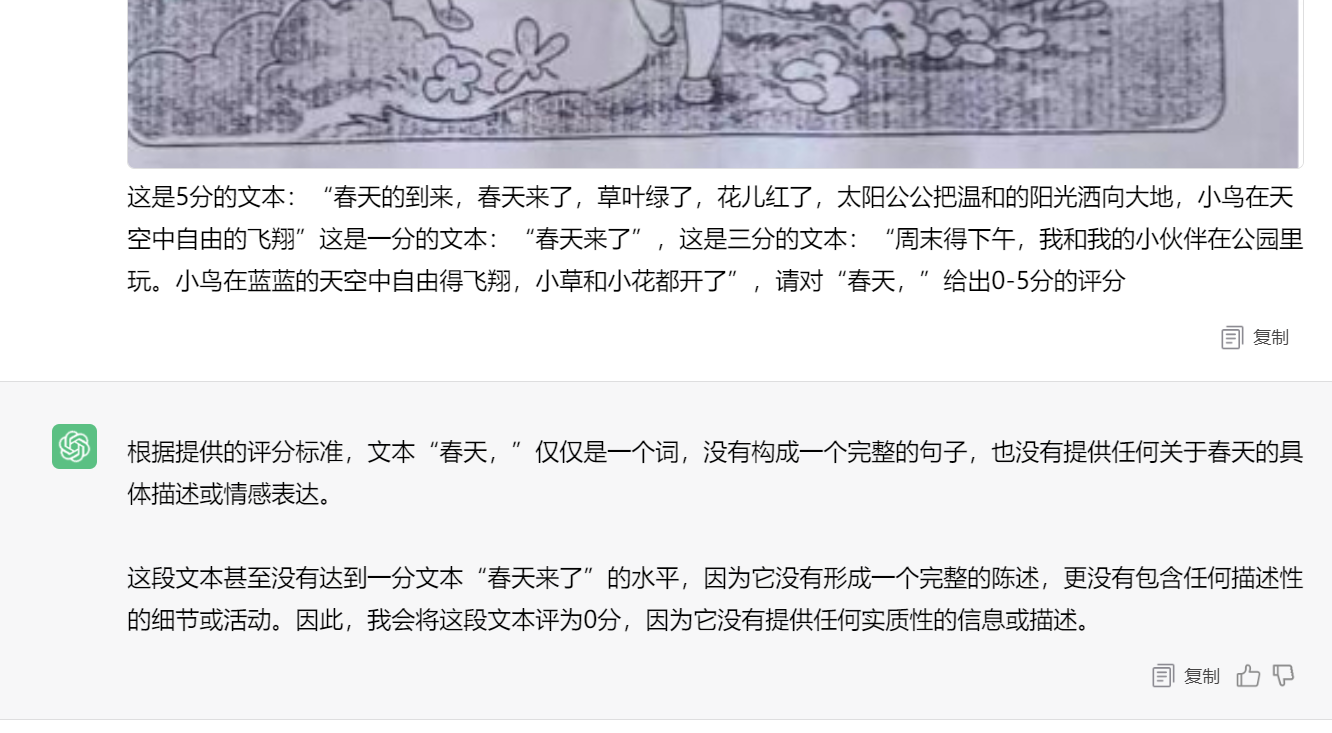 这是5分的文本：“春天的到来，春天来了，草叶绿了，花儿红了，太阳公公把温和的阳光洒向大地，小鸟在天
空中自由的飞翔”这是一分的文本：“春天来了”，这是三分的文本：“周末得下午，我和我的小伙伴在公园里
玩。小鸟在蓝蓝的天空中自由得飞翔，小草和小花都开了”，请对“春天，”给出0-5分的评分
复制
根据提供的评分标准，文本“春天，”仅仅是一个词，没有构成一个完整的句子，也没有提供任何关于春天的具
体描述或情感表达。
这段文本甚至没有达到一分文本“春天来了”的水平，因为它没有形成一个完整的陈述，更没有包含任何描述性
的细节或活动。因此，我会将这段文本评为0分，因为它没有提供任何实质性的信息或描述。
复制